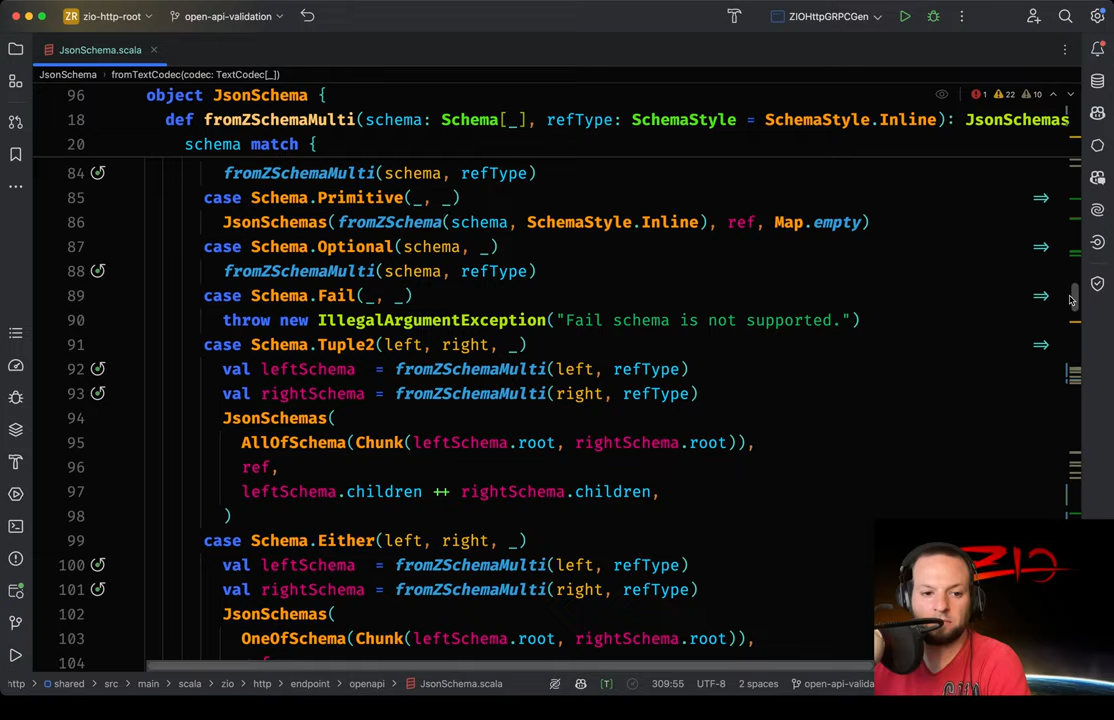 ZR zio-http-root open-api-validation ZIOHttpGRPCGen
JsonSchema.scala
JsonSchema fromTextCodec(codec: TextCodec[_])
1 22 10
96 object JsonSchema {
18 def fromZSchemaMulti(schema: Schema[_], refType: SchemaStyle = SchemaStyle.Inline): JsonSchemas
20 schema match {
84 fromZSchemaMulti(schema, refType)
85 case Schema.Primitive(_, _) =>
86 JsonSchemas(fromZSchema(schema, SchemaStyle.Inline), ref, Map.empty)
87 case Schema.Optional(schema, _) =>
88 fromZSchemaMulti(schema, refType)
89 case Schema.Fail(_, _) =>
90 throw new IllegalArgumentException("Fail schema is not supported.")
91 case Schema.Tuple2(left, right, _) =>
92 val leftSchema = fromZSchemaMulti(left, refType)
93 val rightSchema = fromZSchemaMulti(right, refType)
94 JsonSchemas(
95 AllOfSchema(Chunk(leftSchema.root, rightSchema.root)),
96 ref,
97 leftSchema.children ++ rightSchema.children,
98 )
99 case Schema.Either(left, right, _)
100 val leftSchema = fromZSchemaMulti(left, refType)
101 val rightSchema = fromZSchemaMulti(right, refType)
102 JsonSchemas(
103 OneOfSchema(Chunk(leftSchema.root, rightSchema.root)),
104
ZIO
http shared src main scala zio http endpoint openapi JsonSchema.scala 309:55 UTF-8 2 spaces open-api-valida